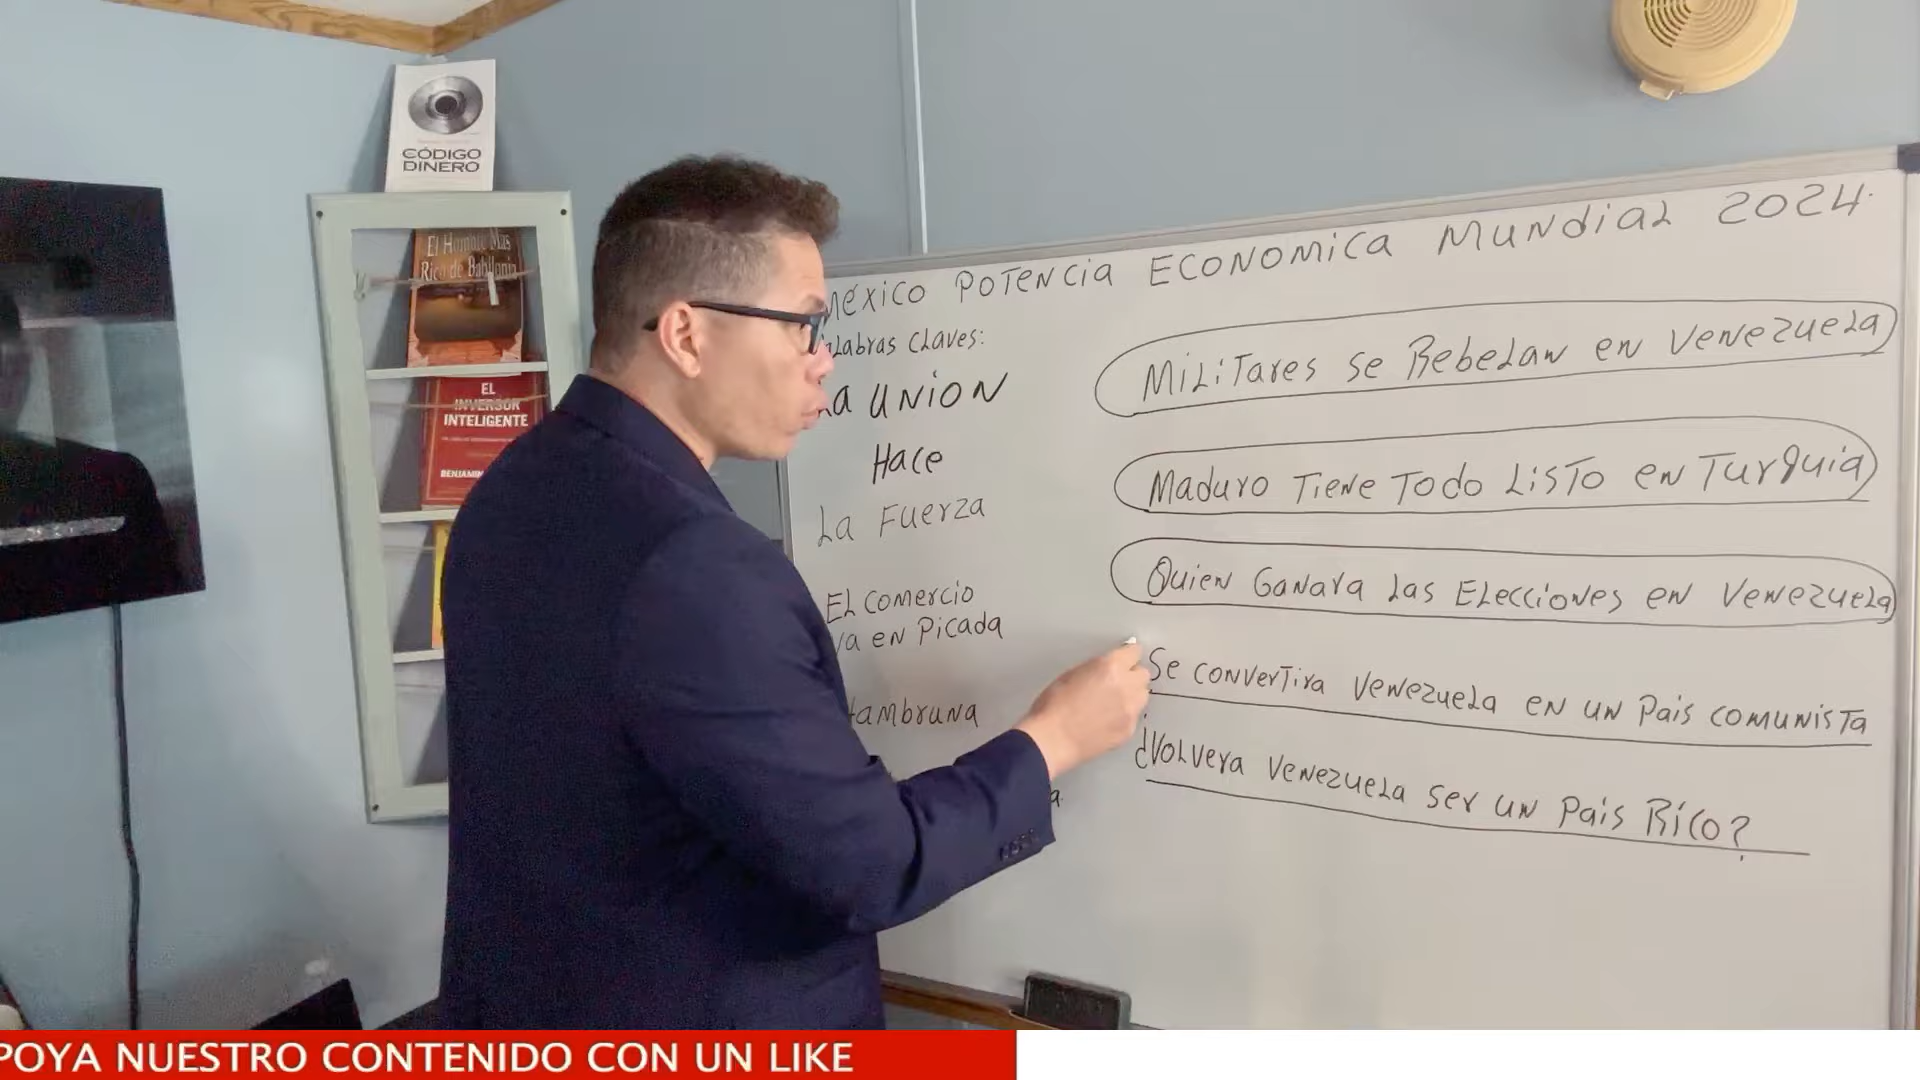 CÓDIGO
DINERO
El Hombre Más
Rico de Babilonia
EL
INVERSOR
INTELIGENTE
México Potencia Economica Mundial 2024.
Palabras Claves:
La Union
Hace
La Fuerza
El Comercio
va en Picada
Hambruna
Militares se Rebelan en Venezuela
Maduro Tiene Todo Listo en Turquia
Quien Ganara las Elecciones en Venezuela
Se convertira Venezuela en un Pais comunista
¿Volvera Venezuela ser un Pais Rico?
POYA NUESTRO CONTENIDO CON UN LIKE